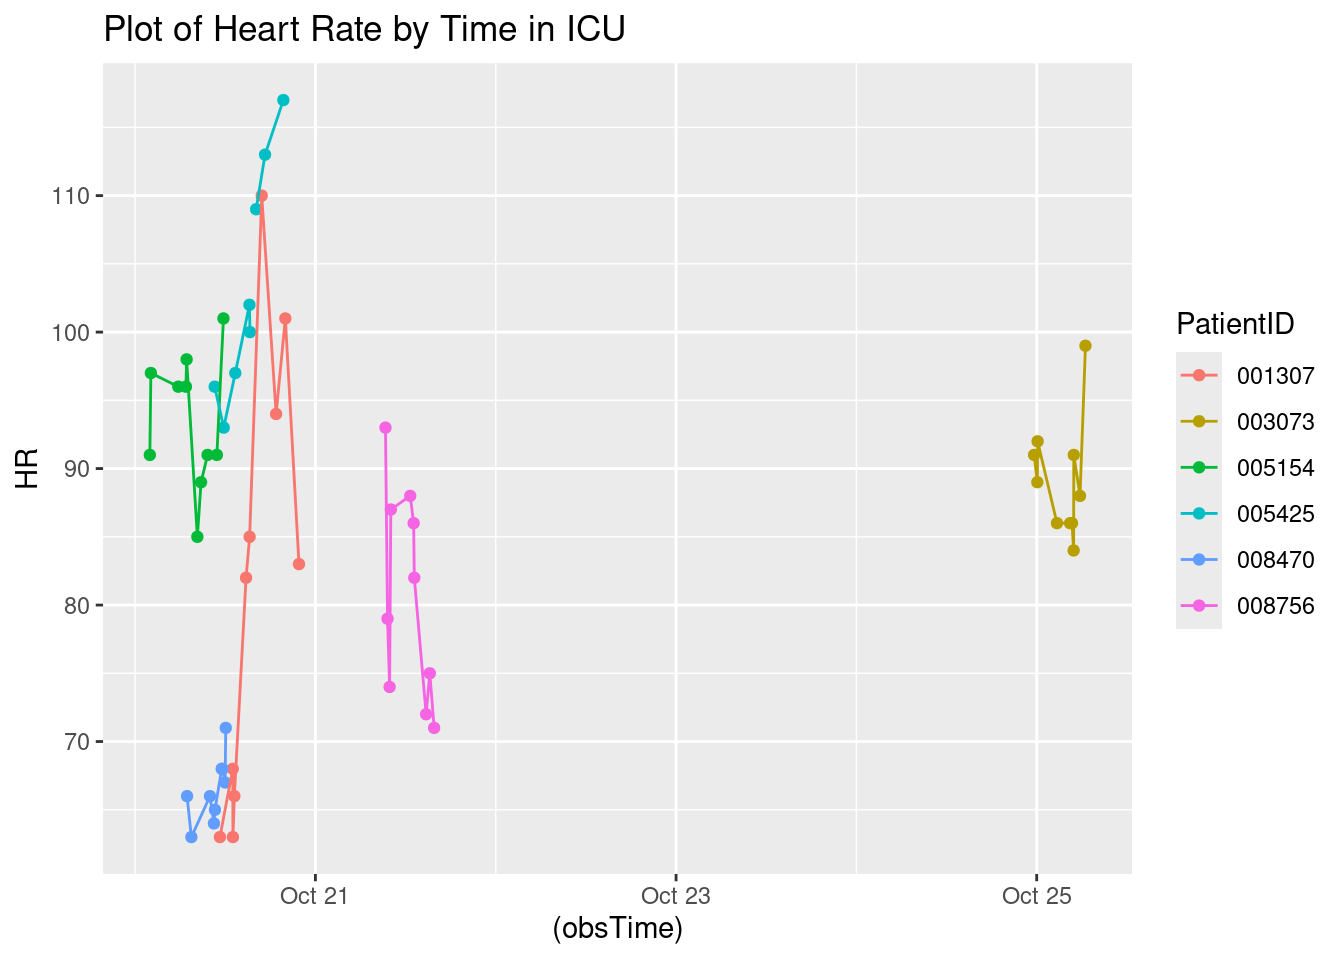 Plot of Heart Rate by Time in ICU
110
100
90
80
70
HR
Oct 21
Oct 23
Oct 25
(obsTime)
PatientID
001307
003073
005154
005425
008470
008756